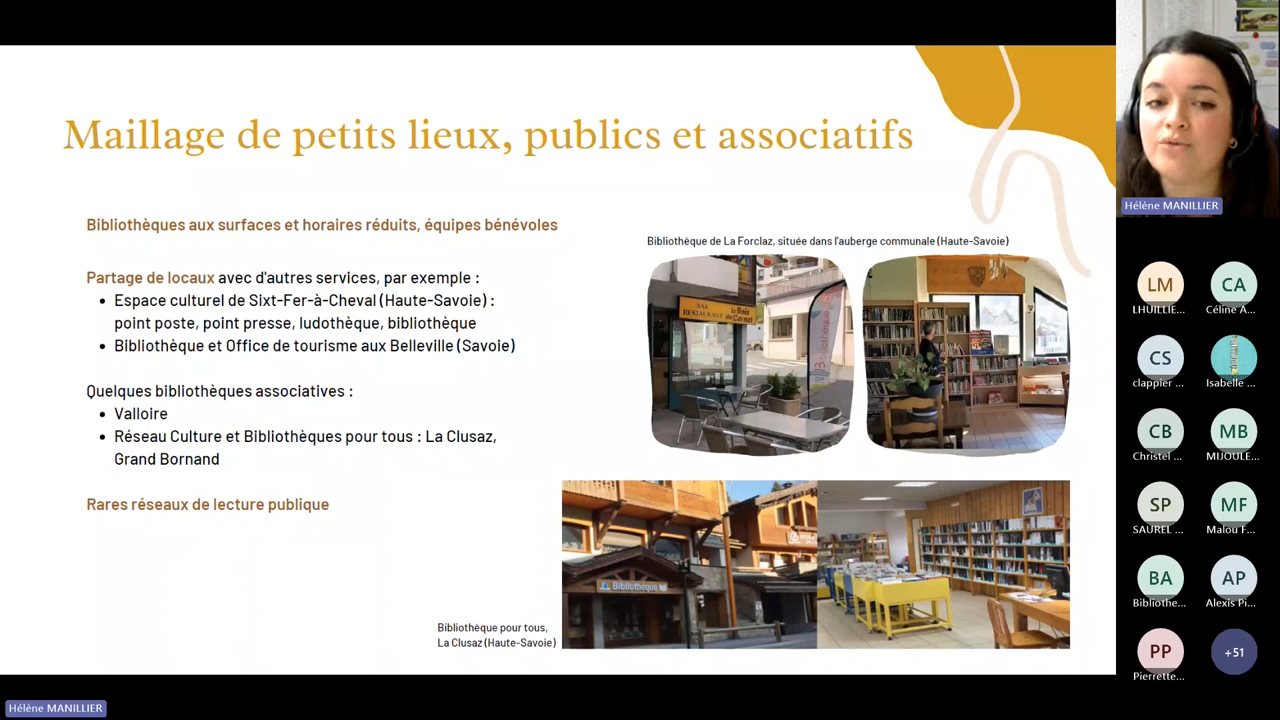 Maillage de petits lieux, publics et associatifs
Bibliothèques aux surfaces et horaires réduits, équipes bénévoles
Partage de locaux avec d'autres services, par exemple :
• Espace culturel de Sixt-Fer-à-Cheval (Haute-Savoie) :
point poste, point presse, ludothèque, bibliothèque
• Bibliothèque et Office de tourisme aux Belleville (Savoie)
Quelques bibliothèques associatives :
• Valloire
• Réseau Culture et Bibliothèques pour tous : La Clusaz,
Grand Bornand
Rares réseaux de lecture publique
Bibliothèque de La Forclaz, située dans l'auberge communale (Haute-Savoie)
BAR
RESTAURANT
Bibliothèque
Bibliothèque
Bibliothèque pour tous,
La Clusaz (Haute-Savoie)
Hélène MANILLIER
LM
LHUILLIE...
CA
Céline A...
CS
clappier ...
Isabelle ...
CB
Christel ...
MB
MIJOULE...
SP
SAUREL ...
MF
Malou F...
BA
Bibliothe...
AP
Alexis Pi...
PP
Pierrette...
+51
Hélène MANILLIER